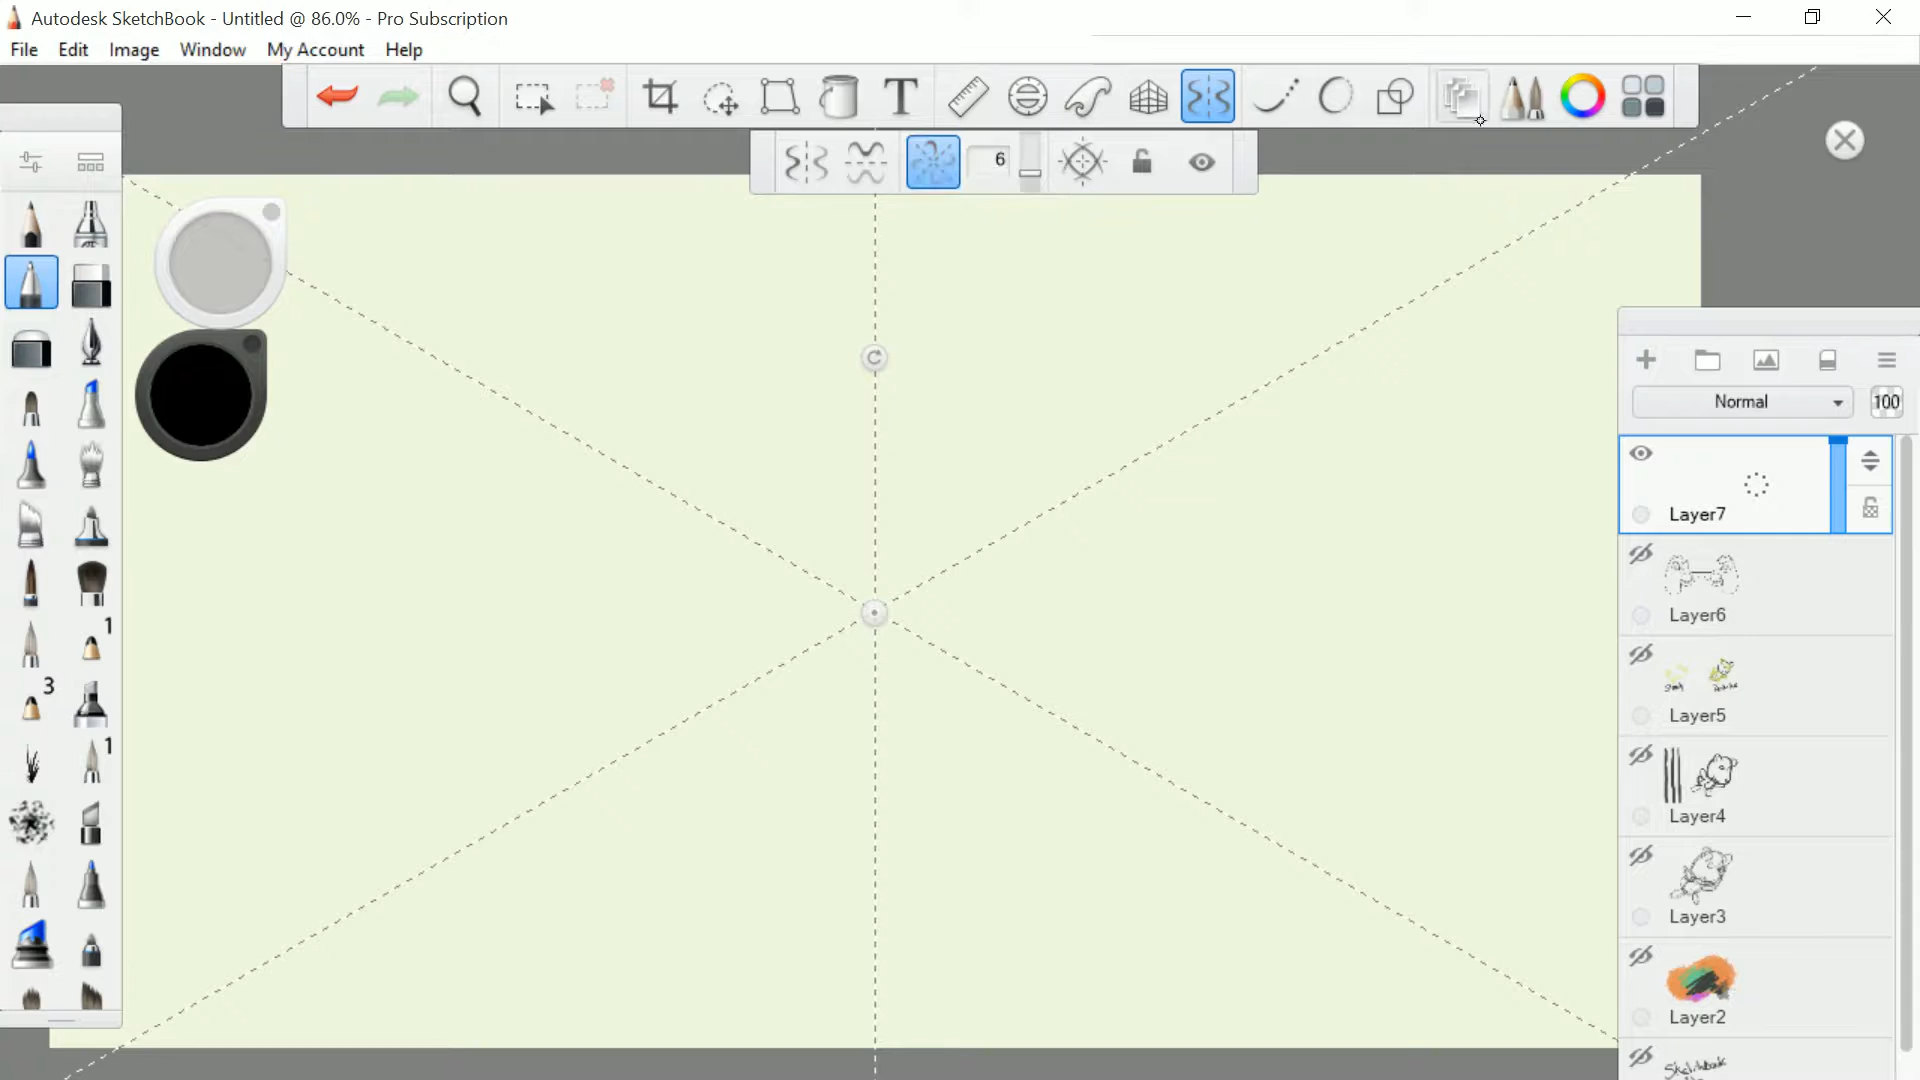 Autodesk SketchBook - Untitled @ 86.0% - Pro Subscription
File Edit Image Window My Account Help
T
6
Normal 100
Layer7
Layer6
Layer5
1
Layer4
3
1
Layer3
Layer2
Sketchbook